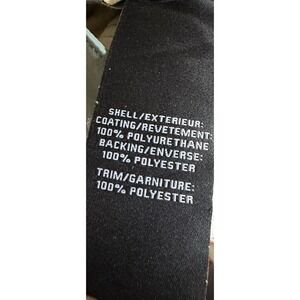 SHELL/EXTERIEUR:
COATING/REVETEMENT:
100% POLYURETHANE
BACKING/ENVERSE:
100% POLYESTER
TRIM/GARNITURE:
100% POLYESTER